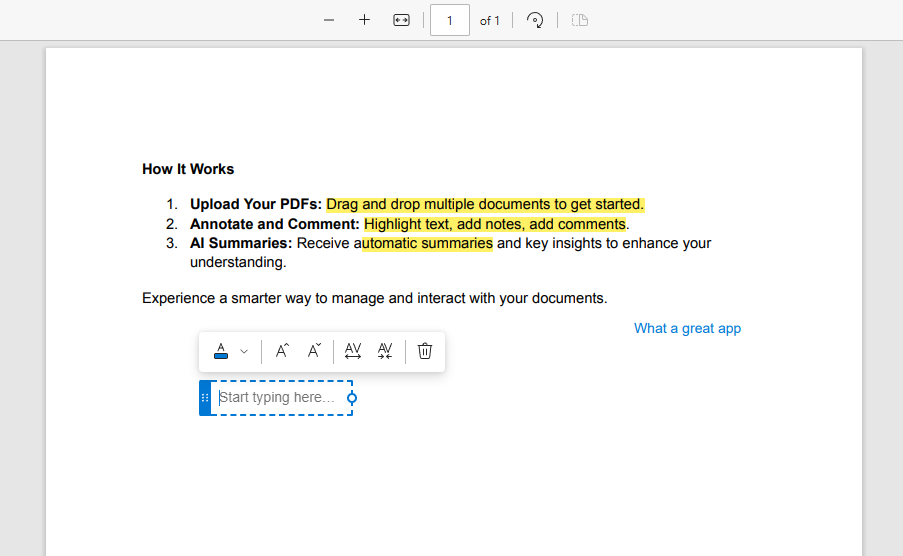 1 of 1
How It Works
1. Upload Your PDFs: Drag and drop multiple documents to get started.
2. Annotate and Comment: Highlight text, add notes, add comments.
3. AI Summaries: Receive automatic summaries and key insights to enhance your
understanding.
Experience a smarter way to manage and interact with your documents.
What a great app
A A A AV AV
Start typing here...